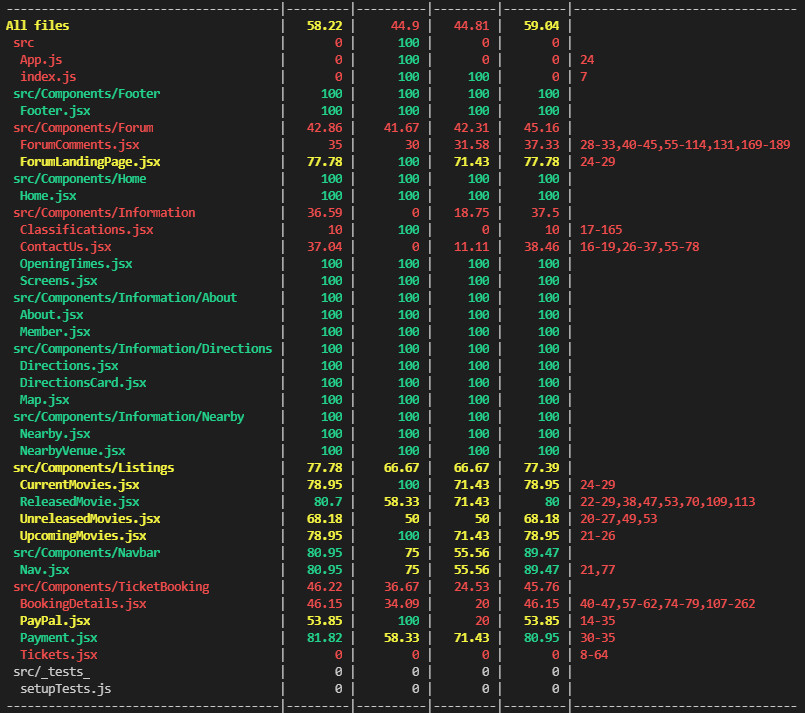 ---------------------------------------|---------|----------|---------|---------|--------------------------------
All files | 58.22 | 44.9 | 44.81 | 59.04 |
src | 0 | 100 | 0 | 0 |
App.js | 0 | 100 | 0 | 0 | 24
index.js | 0 | 100 | 100 | 0 | 7
src/Components/Footer | 100 | 100 | 100 | 100 |
Footer.jsx | 100 | 100 | 100 | 100 |
src/Components/Forum | 42.86 | 41.67 | 42.31 | 45.16 |
ForumComments.jsx | 35 | 30 | 31.58 | 37.33 | 28-33,40-45,55-114,131,169-189
ForumLandingPage.jsx | 77.78 | 100 | 71.43 | 77.78 | 24-29
src/Components/Home | 100 | 100 | 100 | 100 |
Home.jsx | 100 | 100 | 100 | 100 |
src/Components/Information | 36.59 | 0 | 18.75 | 37.5 |
Classifications.jsx | 10 | 100 | 0 | 10 | 17-165
ContactUs.jsx | 37.04 | 0 | 11.11 | 38.46 | 16-19,26-37,55-78
OpeningTimes.jsx | 100 | 100 | 100 | 100 |
Screens.jsx | 100 | 100 | 100 | 100 |
src/Components/Information/About | 100 | 100 | 100 | 100 |
About.jsx | 100 | 100 | 100 | 100 |
Member.jsx | 100 | 100 | 100 | 100 |
src/Components/Information/Directions | 100 | 100 | 100 | 100 |
Directions.jsx | 100 | 100 | 100 | 100 |
DirectionsCard.jsx | 100 | 100 | 100 | 100 |
Map.jsx | 100 | 100 | 100 | 100 |
src/Components/Information/Nearby | 100 | 100 | 100 | 100 |
Nearby.jsx | 100 | 100 | 100 | 100 |
NearbyVenue.jsx | 100 | 100 | 100 | 100 |
src/Components/Listings | 77.78 | 66.67 | 66.67 | 77.39 |
CurrentMovies.jsx | 78.95 | 100 | 71.43 | 78.95 | 24-29
ReleasedMovie.jsx | 80.7 | 58.33 | 71.43 | 80 | 22-29,38,47,53,70,109,113
UnreleasedMovies.jsx | 68.18 | 50 | 50 | 68.18 | 20-27,49,53
UpcomingMovies.jsx | 78.95 | 100 | 71.43 | 78.95 | 21-26
src/Components/Navbar | 80.95 | 75 | 55.56 | 89.47 |
Nav.jsx | 80.95 | 75 | 55.56 | 89.47 | 21,77
src/Components/TicketBooking | 46.22 | 36.67 | 24.53 | 45.76 |
BookingDetails.jsx | 46.15 | 34.09 | 20 | 46.15 | 40-47,57-62,74-79,107-262
PayPal.jsx | 53.85 | 100 | 20 | 53.85 | 14-35
Payment.jsx | 81.82 | 58.33 | 71.43 | 80.95 | 30-35
Tickets.jsx | 0 | 0 | 0 | 0 | 8-64
src/_tests_ | 0 | 0 | 0 | 0 |
setupTests.js | 0 | 0 | 0 | 0 |
---------------------------------------|---------|----------|---------|---------|--------------------------------